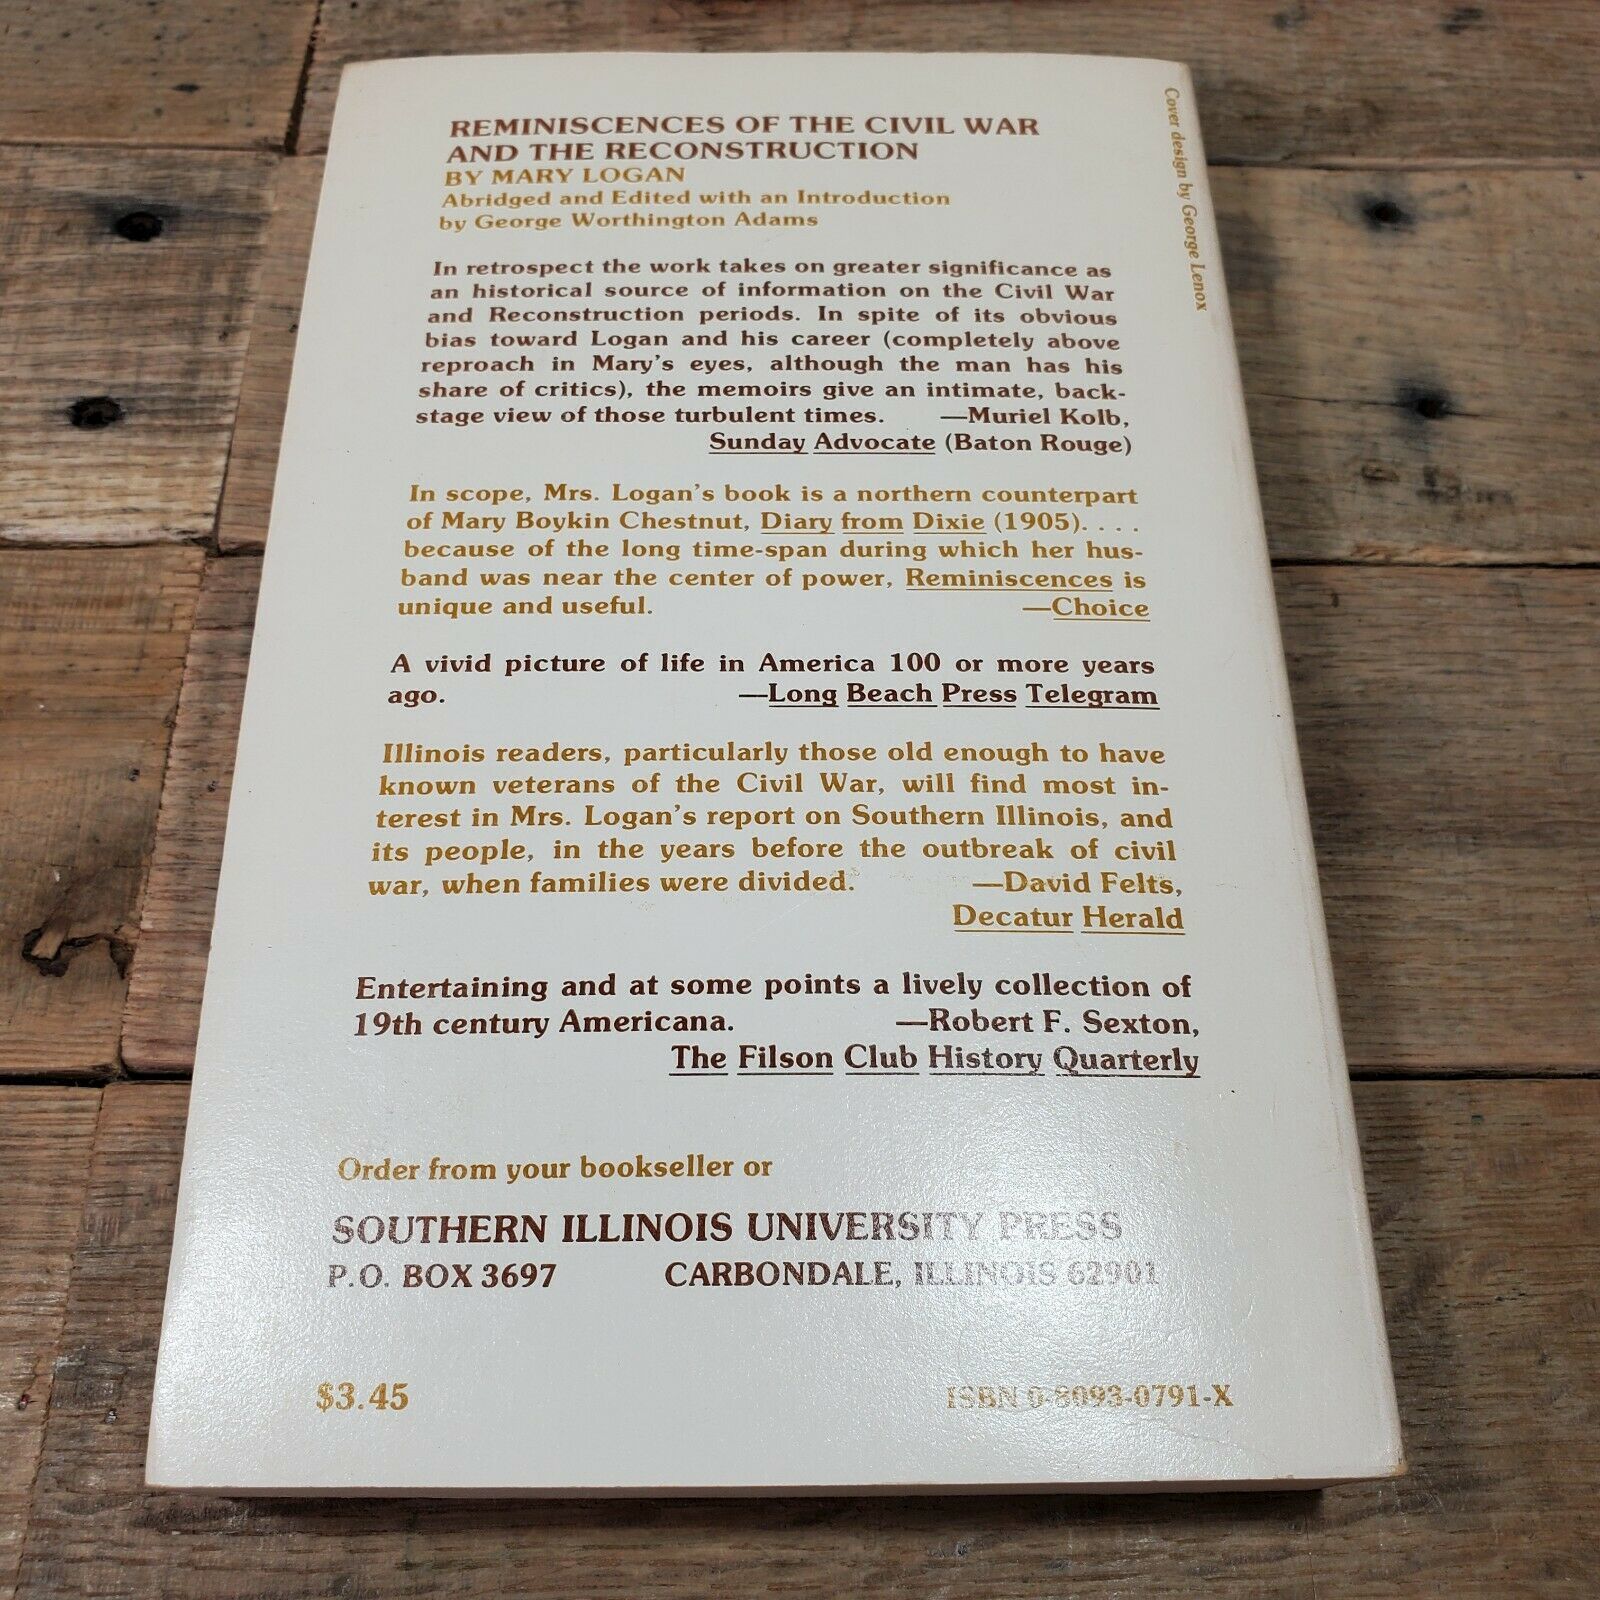 REMINISCENCES OF THE CIVIL WAR
AND THE RECONSTRUCTION
BY MARY LOGAN
Abridged and Edited with an Introduction
by George Worthington Adams
In retrospect the work takes on greater significance as
an historical source of information on the Civil War
and Reconstruction periods. In spite of its obvious
bias toward Logan and his career (completely above
reproach in Mary's eyes, although the man has his
share of critics), the memoirs give an intimate, back-
stage view of those turbulent times. —Muriel Kolb,
Sunday Advocate (Baton Rouge)
In scope, Mrs. Logan's book is a northern counterpart
of Mary Boykin Chestnut, Diary from Dixie (1905). . . .
because of the long time-span during which her hus-
band was near the center of power, Reminiscences is
unique and useful. —Choice
A vivid picture of life in America 100 or more years
ago. —Long Beach Press Telegram
Illinois readers, particularly those old enough to have
known veterans of the Civil War, will find most in-
terest in Mrs. Logan's report on Southern Illinois, and
its people, in the years before the outbreak of civil
war, when families were divided. —David Felts,
Decatur Herald
Entertaining and at some points a lively collection of
19th century Americana. —Robert F. Sexton,
The Filson Club History Quarterly
Order from your bookseller or
SOUTHERN ILLINOIS UNIVERSITY PRESS
P.O. BOX 3697 CARBONDALE, ILLINOIS 62901
$3.45 ISBN 0-8093-0791-X
Cover design by George Lenox